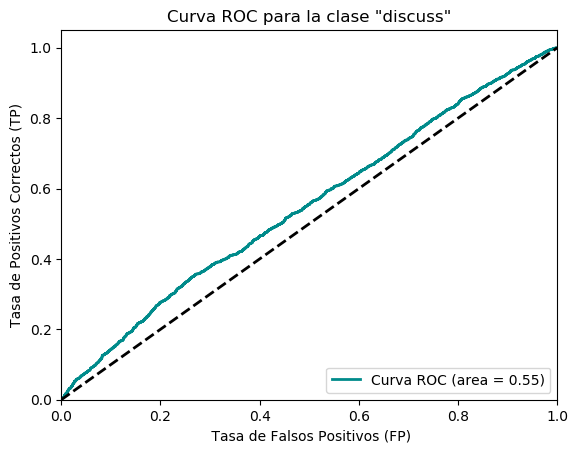 Curva ROC para la clase "discuss"
Tasa de Positivos Correctos (TP)
1.0
0.8
0.6
0.4
0.2
0.0
0.0 0.2 0.4 0.6 0.8 1.0
Curva ROC (area = 0.55)
Tasa de Falsos Positivos (FP)